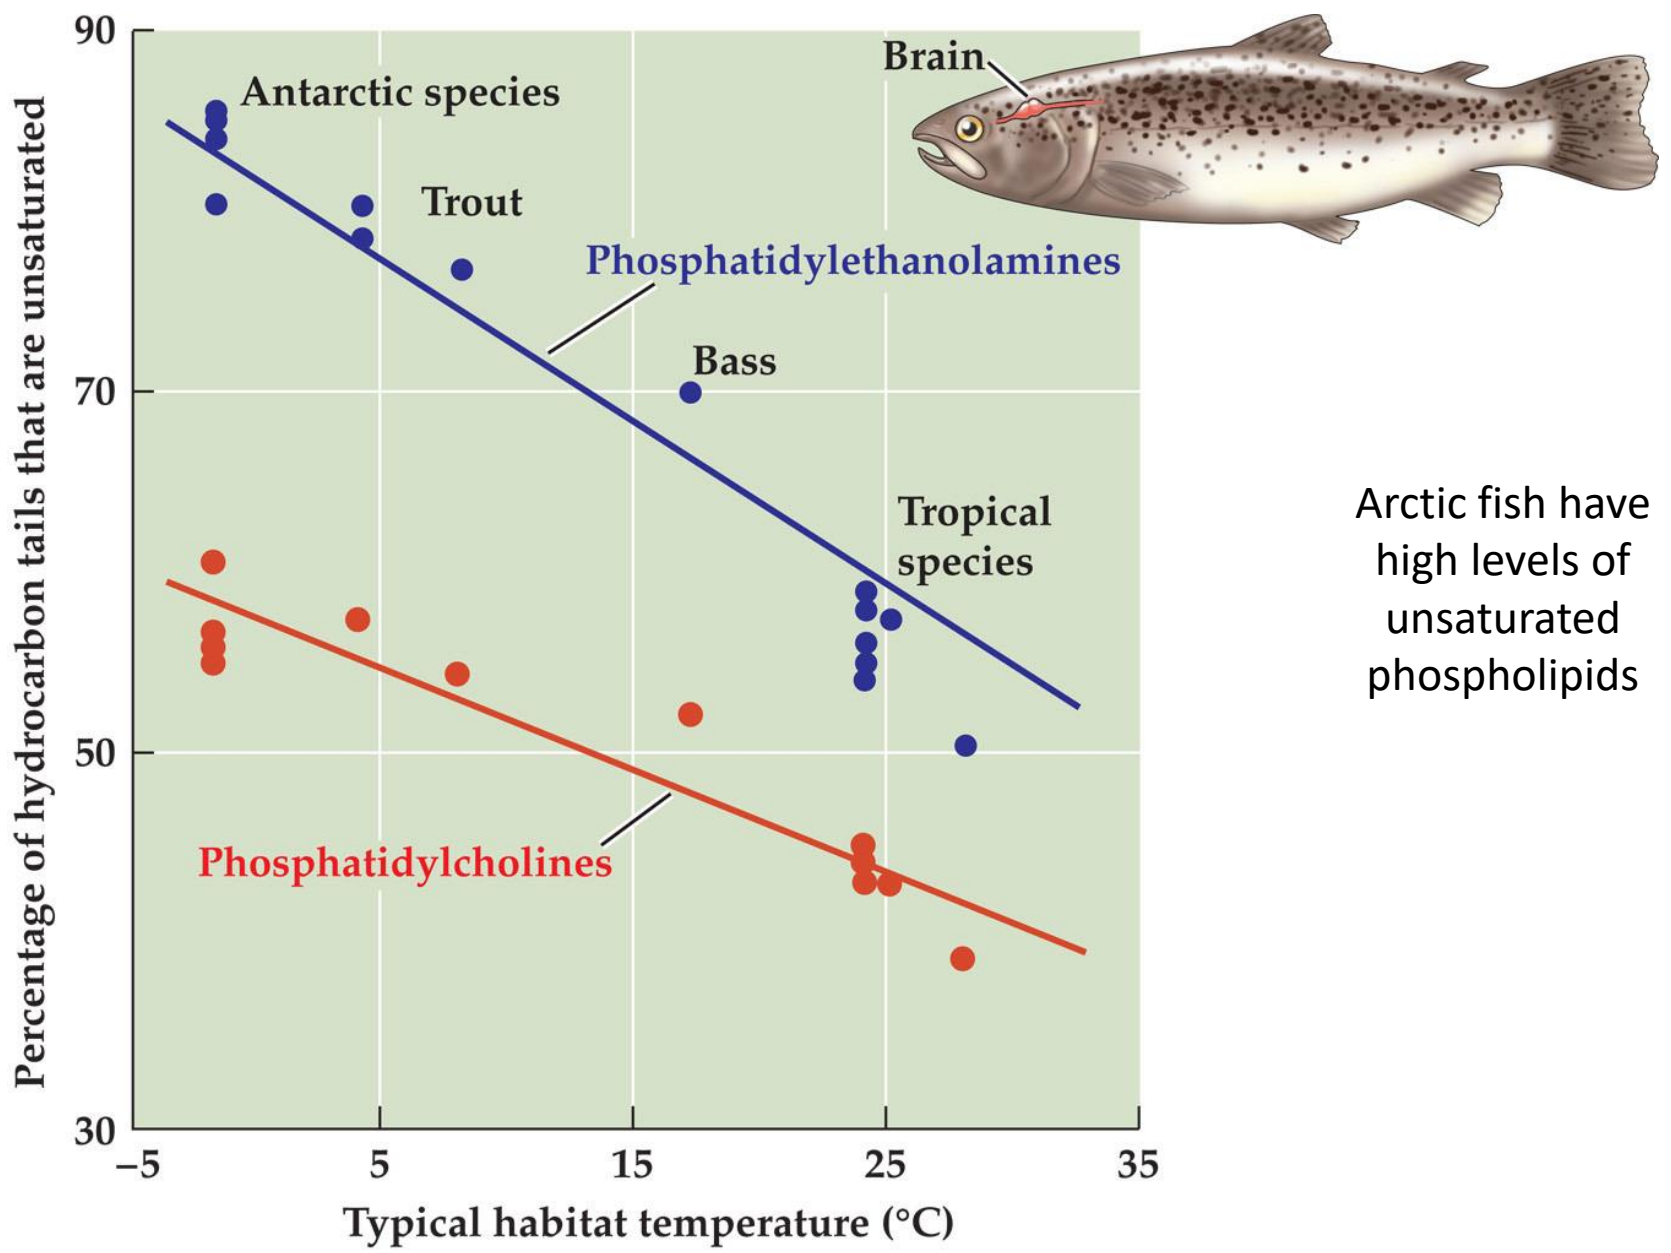 90
70
50
30
Percentage of hydrocarbon tails that are unsaturated
Antarctic species
Trout
Phosphatidylethanolamines
Bass
Tropical
species
Phosphatidylcholines
Brain
Arctic fish have
high levels of
unsaturated
phospholipids
–5 5 15 25 35
Typical habitat temperature (°C)